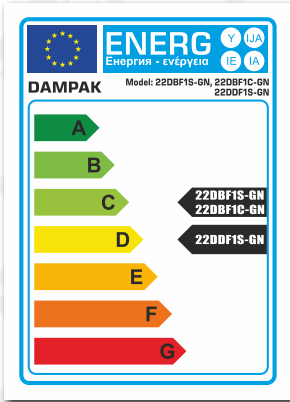 ENERG Y IJA
Енергия - ενέργεια IE IA
DAMPAK
Model: 22DBF1S-GN, 22DBF1C-GN
22DDF1S-GN
A
B
C
22DBF1S-GN
22DBF1C-GN
D
22DDF1S-GN
E
F
G